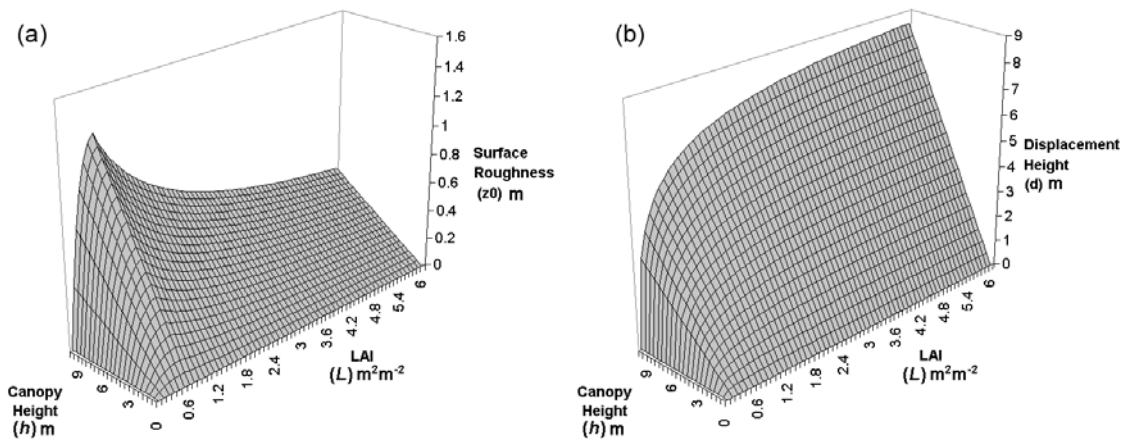 (a)
1.6
1.4
1.2
1
0.8
0.6
0.4
0.2
0
Surface
Roughness
(z0) m
6
5.4
4.8
4.2
3.6
3
2.4
1.8
1.2
0.6
0
LAI
(L) m²m⁻²
9
6
3
Canopy
Height
(h) m
(b)
9
8
7
6
5
4
3
2
1
0
Displacement
Height
(d) m
6
5.4
4.8
4.2
3.6
3
2.4
1.8
1.2
0.6
0
LAI
(L) m²m⁻²
9
6
3
Canopy
Height
(h) m